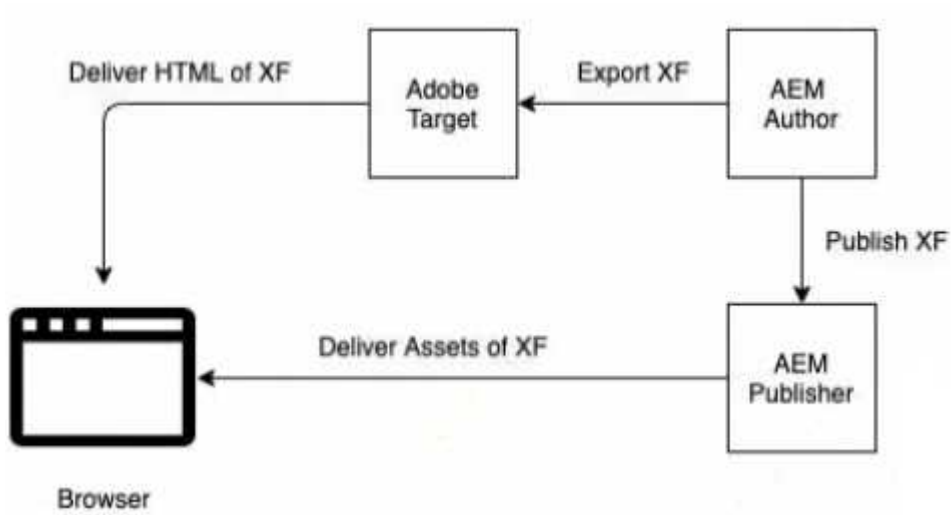 Deliver HTML of XF
Adobe
Target
Export XF
AEM
Author
Publish XF
Deliver Assets of XF
AEM
Publisher
Browser